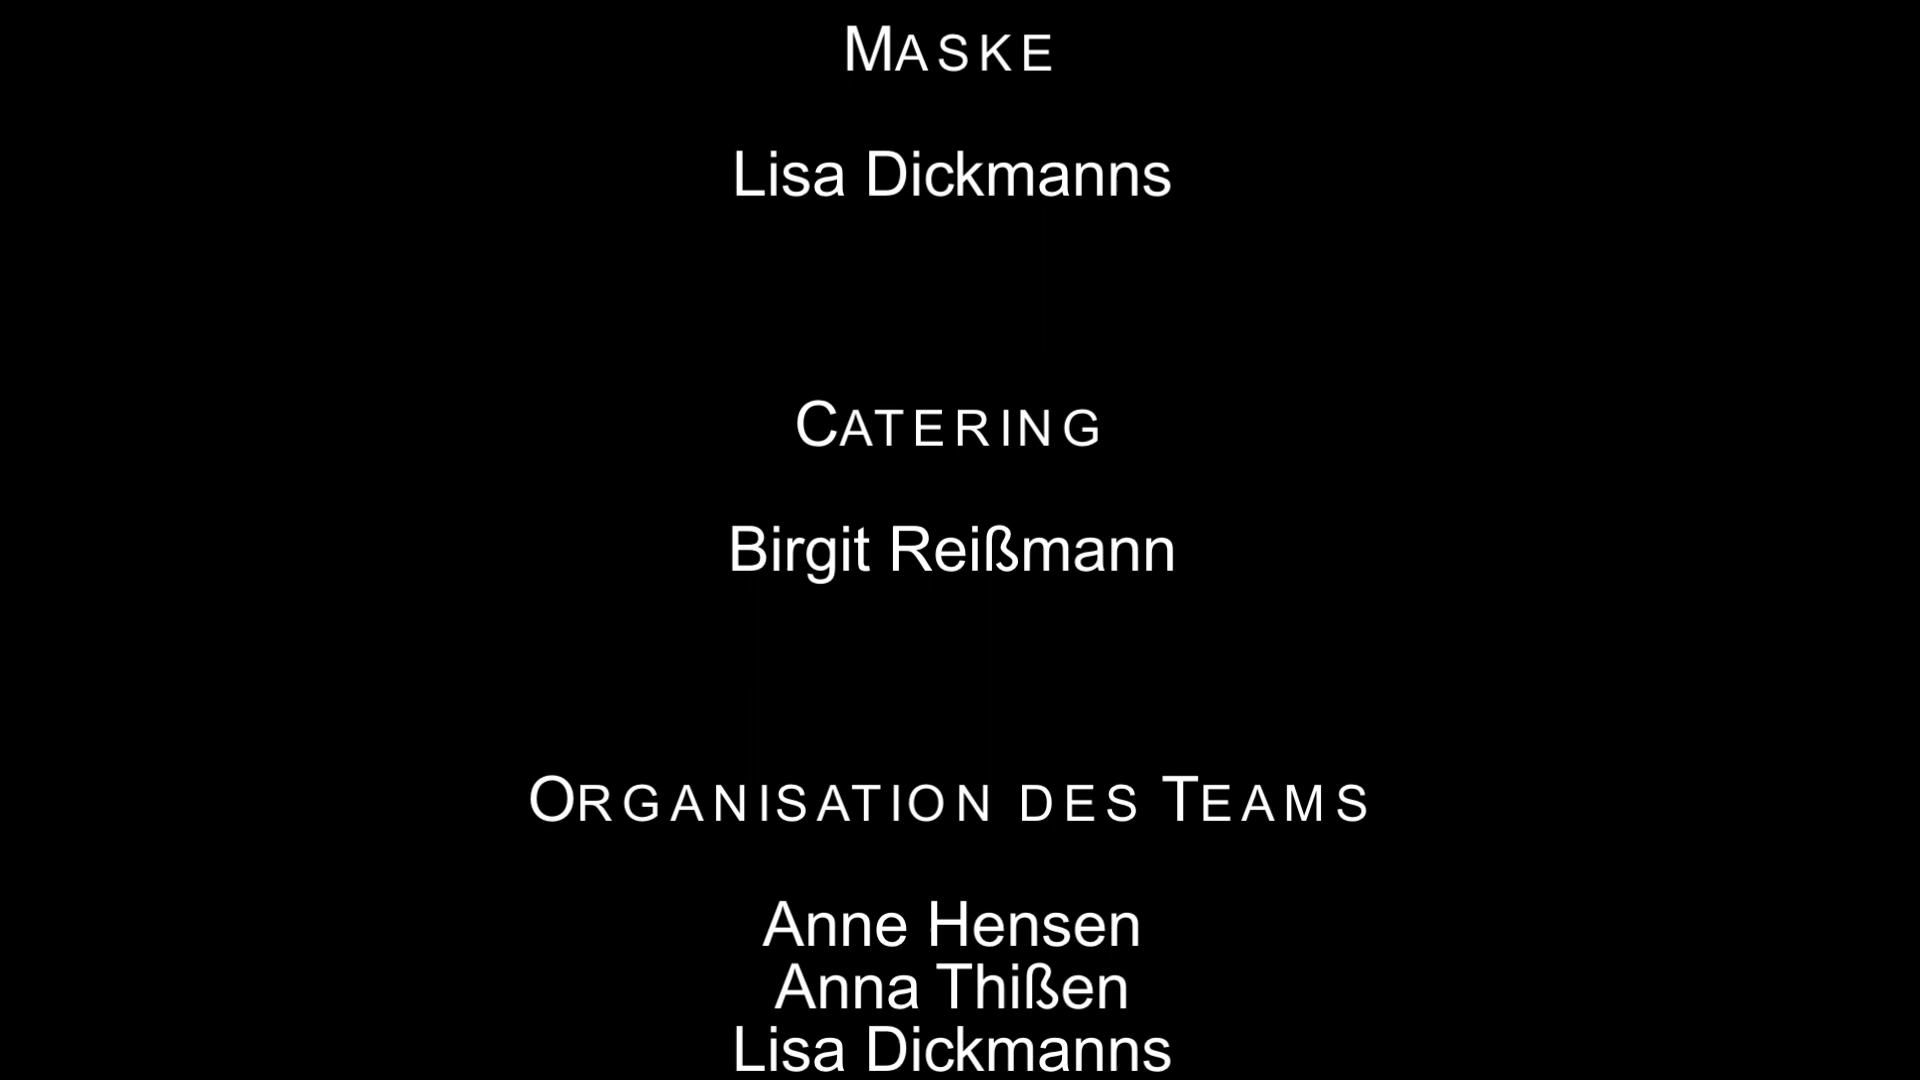 MASKE
Lisa Dickmanns
CATERING
Birgit Reißmann
ORGANISATION DES TEAMS
Anne Hensen
Anna Thißen
Lisa Dickmanns